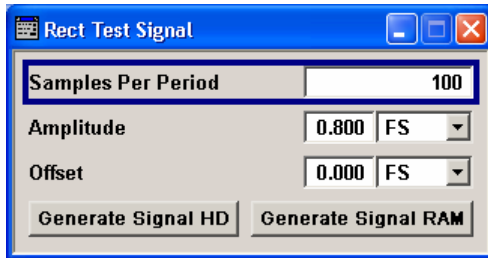 Rect Test Signal
Samples Per Period 100
Amplitude 0.800 FS
Offset 0.000 FS
Generate Signal HD Generate Signal RAM